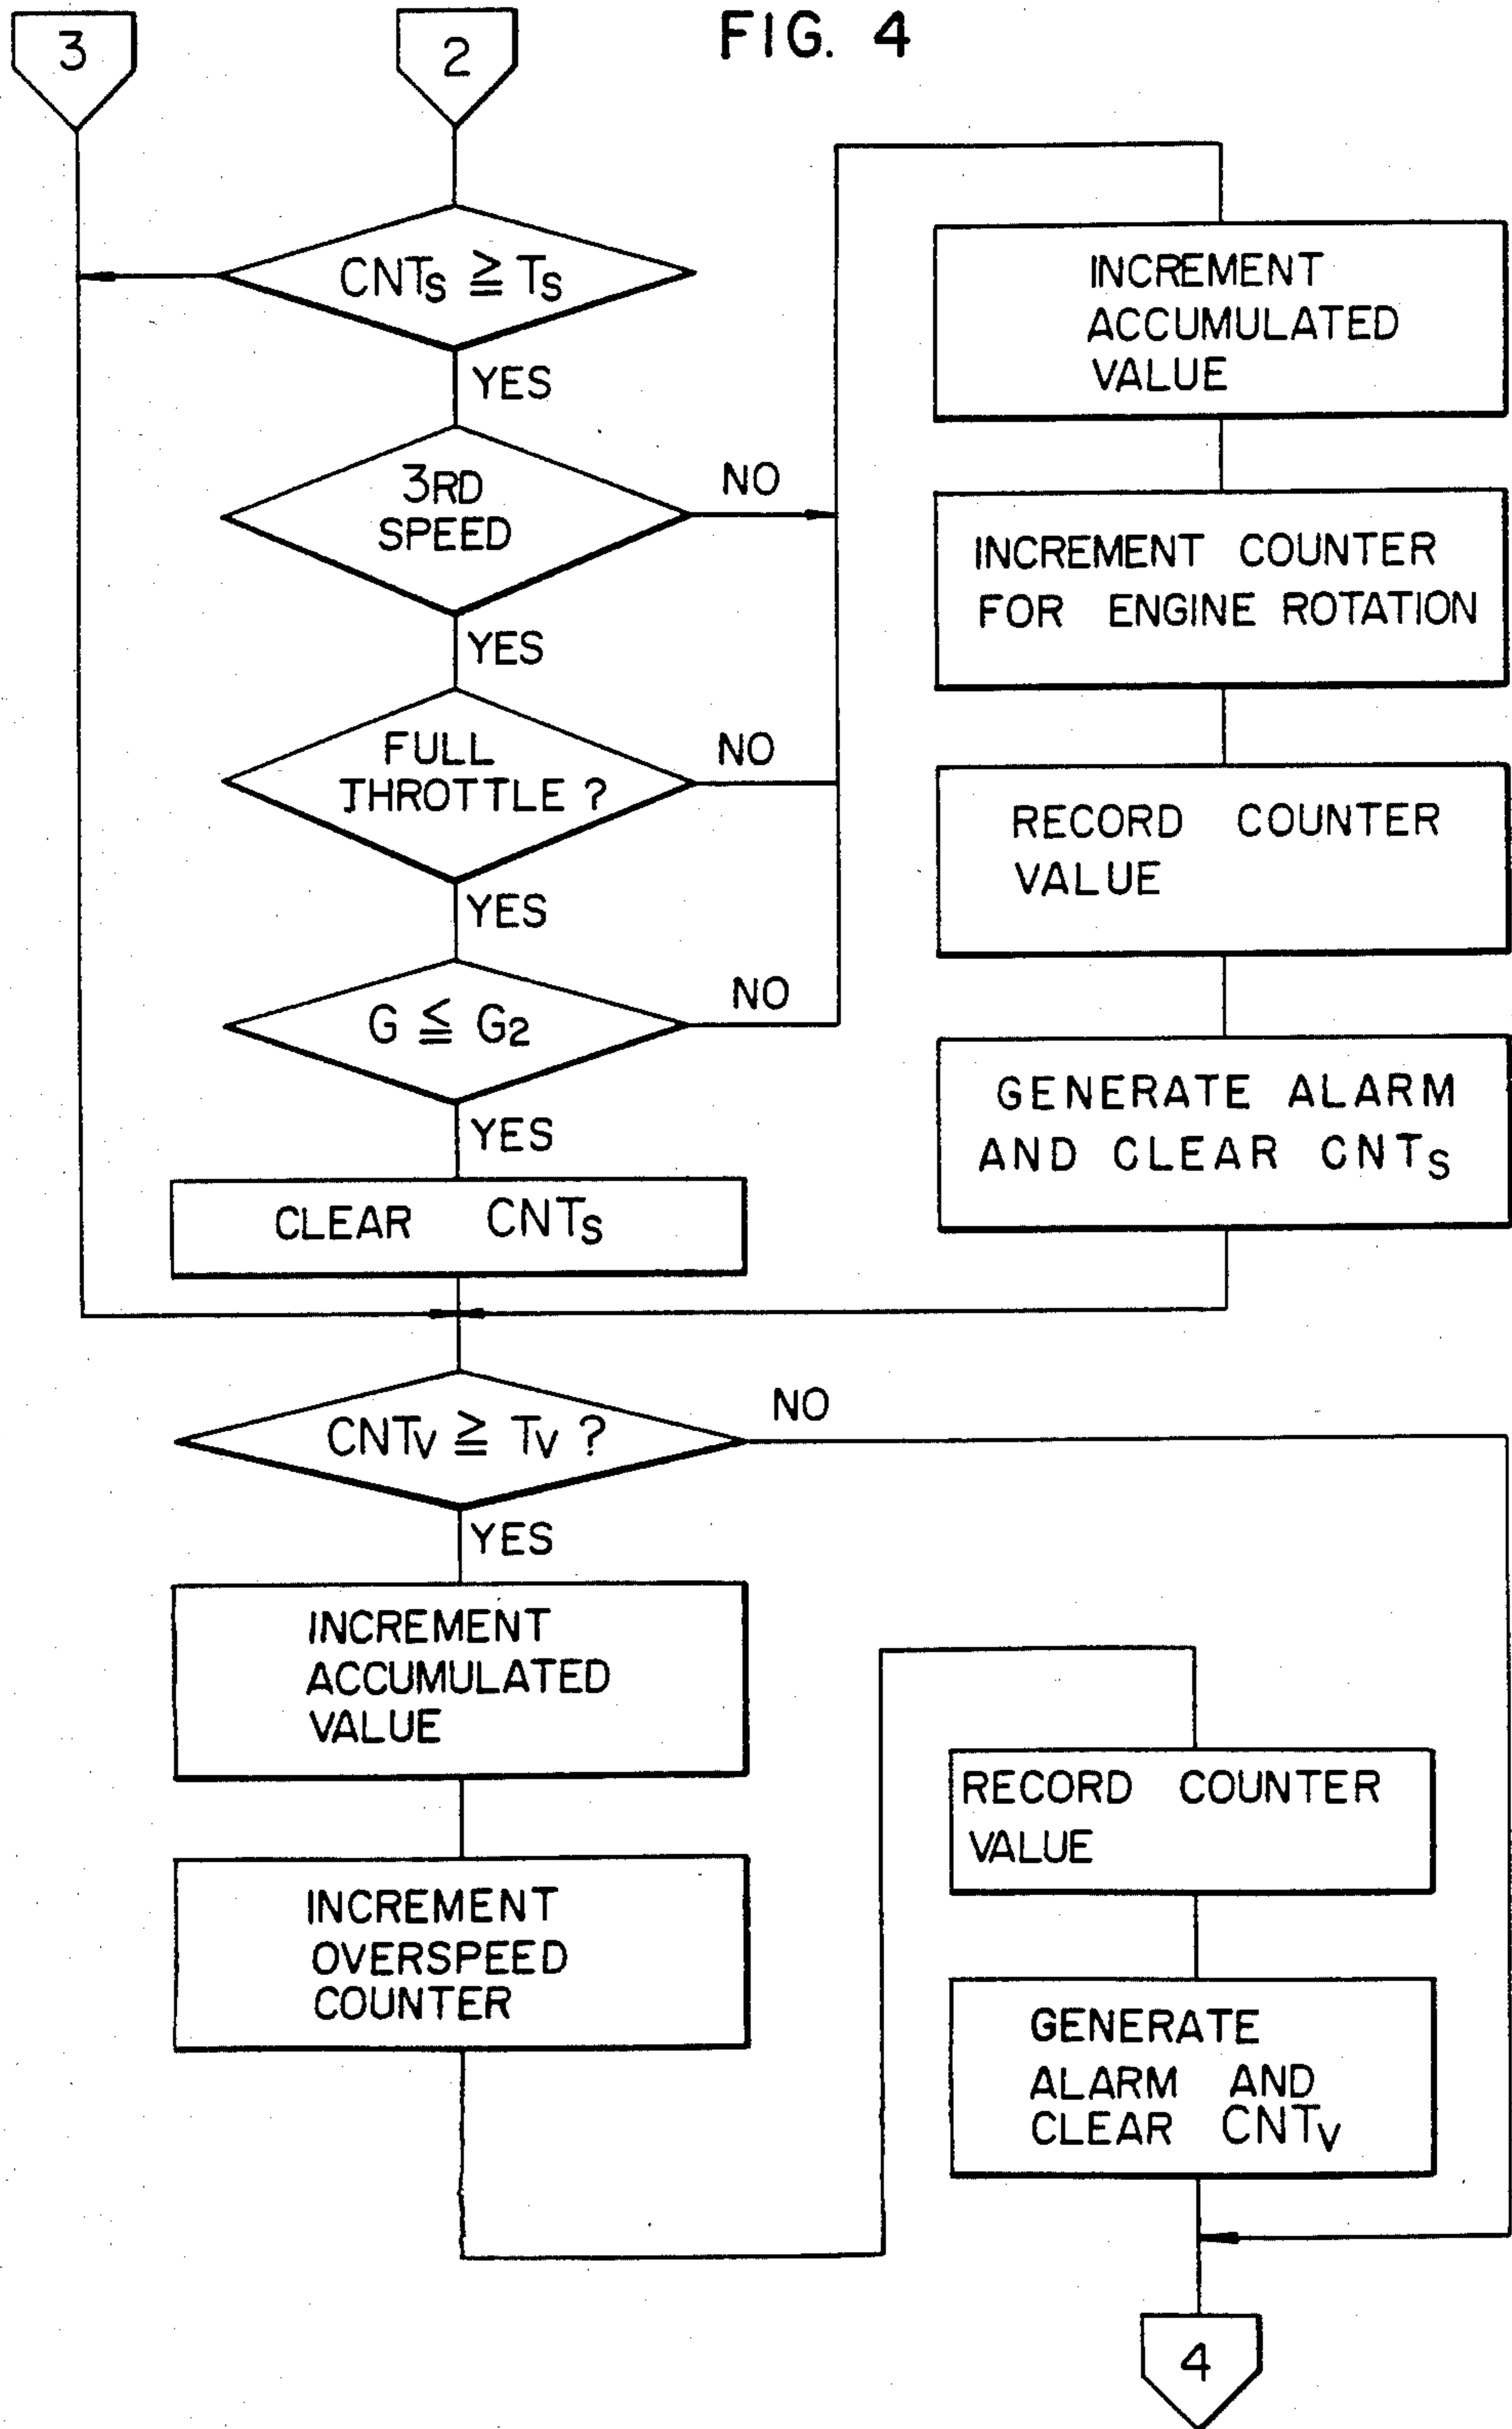 FIG. 4
3
2
CNTS ≧ TS
YES
3RD
SPEED
NO
YES
FULL
THROTTLE ?
NO
YES
G ≦ G2
NO
YES
CLEAR CNTS
INCREMENT
ACCUMULATED
VALUE
INCREMENT COUNTER
FOR ENGINE ROTATION
RECORD COUNTER
VALUE
GENERATE ALARM
AND CLEAR CNTS
CNTV ≧ TV ?
NO
YES
INCREMENT
ACCUMULATED
VALUE
INCREMENT
OVERSPEED
COUNTER
RECORD COUNTER
VALUE
GENERATE
ALARM AND
CLEAR CNTV
4